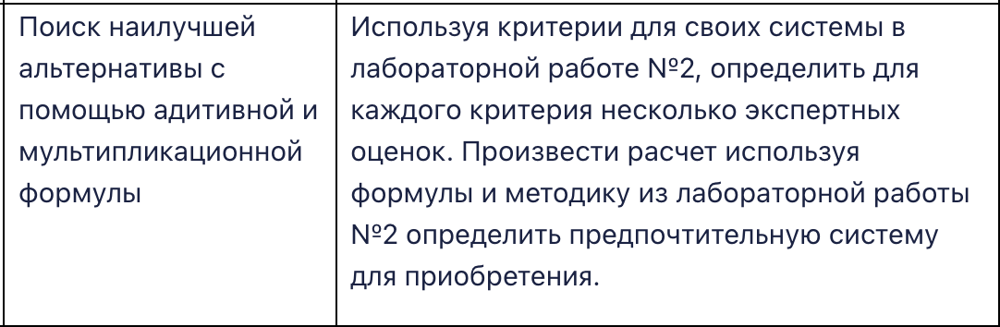 Поиск наилучшей
альтернативы с
помощью адитивной и
мультипликационной
формулы
Используя критерии для своих системы в
лабораторной работе №2, определить для
каждого критерия несколько экспертных
оценок. Произвести расчет используя
формулы и методику из лабораторной работы
№2 определить предпочтительную систему
для приобретения.